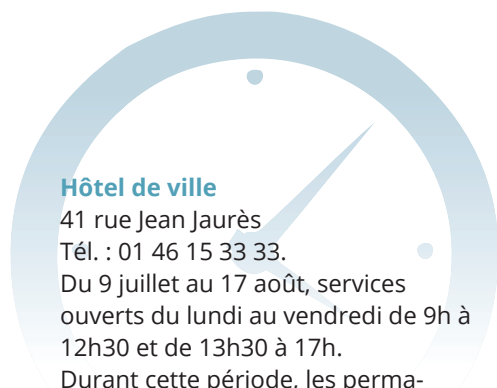 Hôtel de ville
41 rue Jean Jaurès
Tél. : 01 46 15 33 33.
Du 9 juillet au 17 août, services
ouverts du lundi au vendredi de 9h à
12h30 et de 13h30 à 17h.
Durant cette période, les perma-